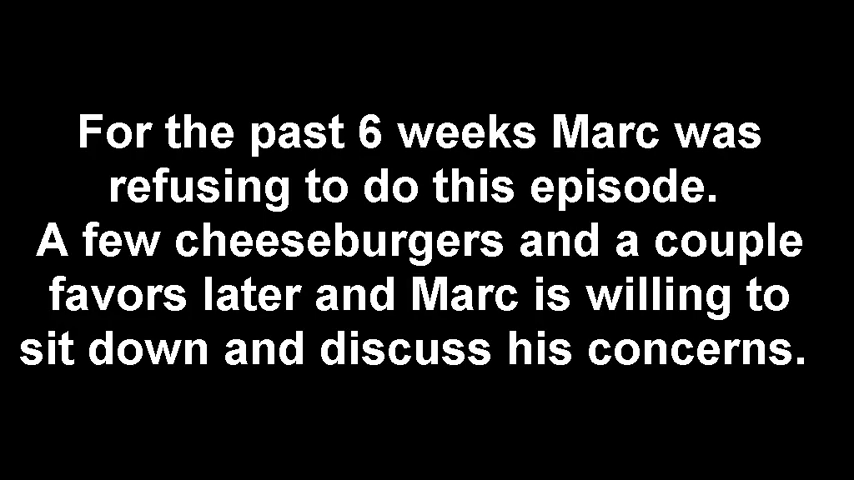 For the past 6 weeks Marc was
refusing to do this episode.
A few cheeseburgers and a couple
favors later and Marc is willing to
sit down and discuss his concerns.